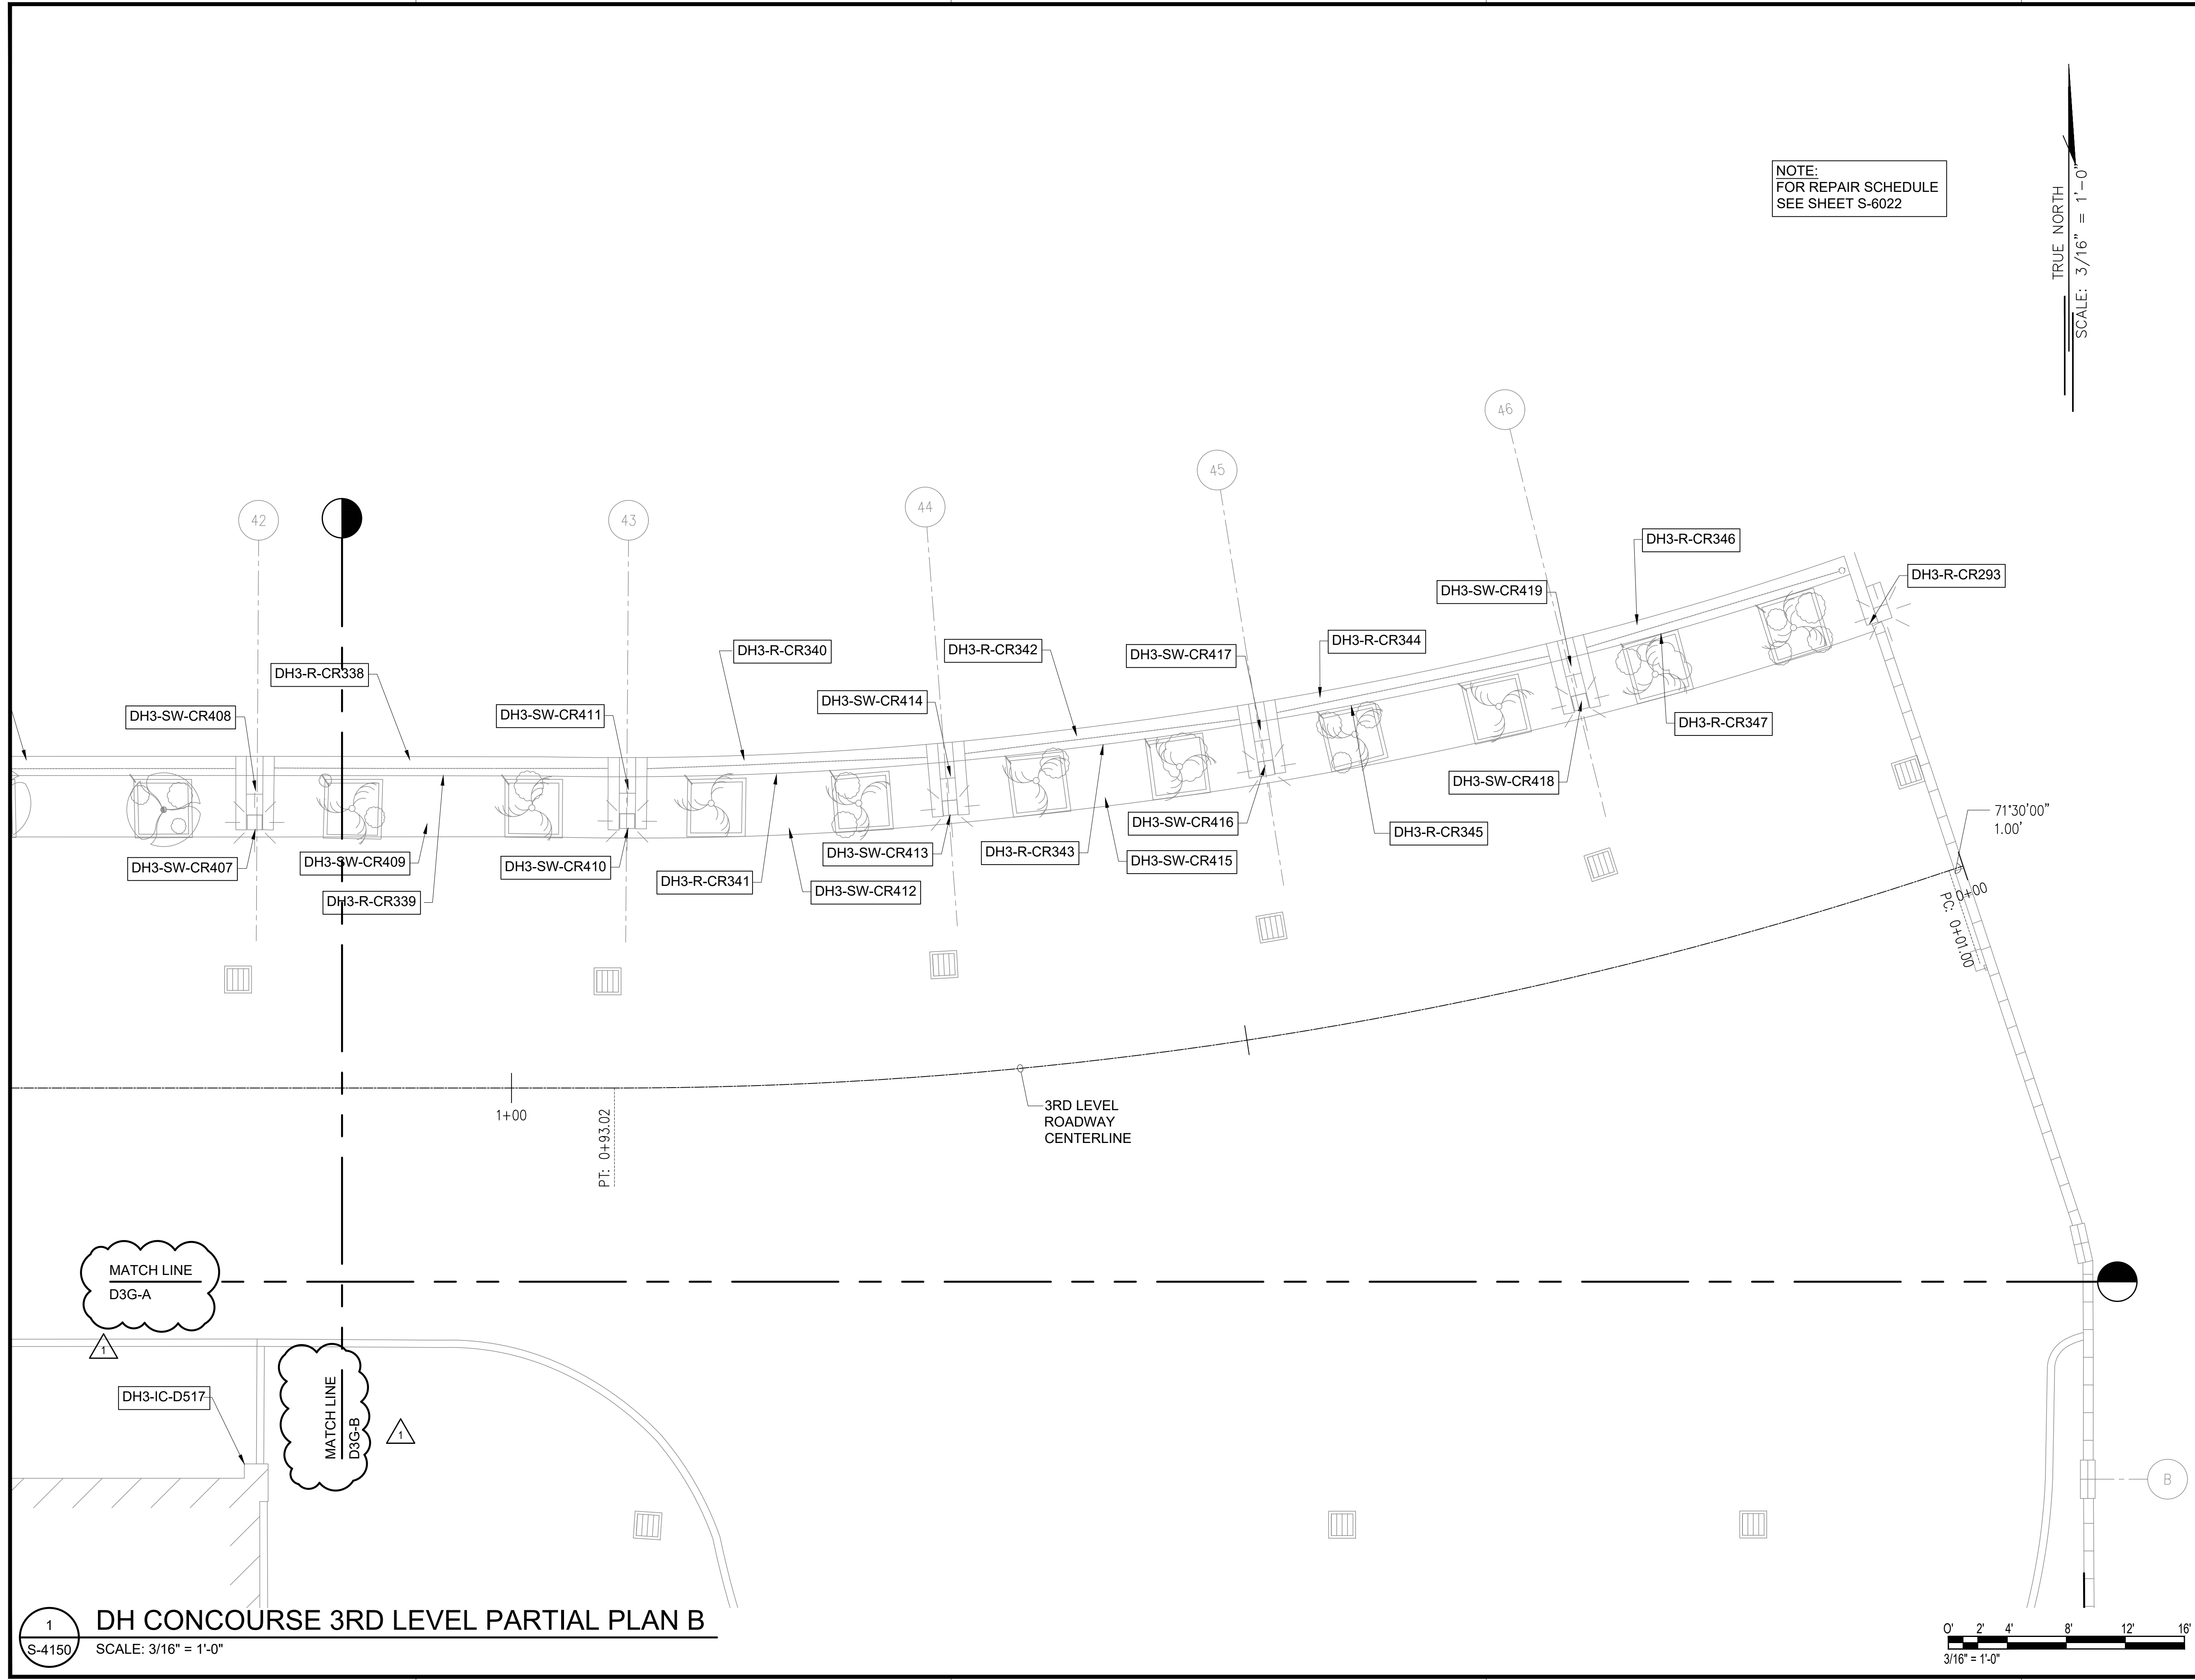 NOTE:
FOR REPAIR SCHEDULE
SEE SHEET S-6022
TRUE NORTH
SCALE: 3/16" = 1'-0"
46
45
44
42
43
DH3-R-CR346
DH3-R-CR293
DH3-SW-CR419
DH3-R-CR344
DH3-R-CR340
DH3-R-CR342
DH3-SW-CR417
DH3-R-CR338
DH3-SW-CR414
DH3-SW-CR408
DH3-SW-CR411
DH3-R-CR347
DH3-SW-CR418
71°30'00"
1.00'
DH3-SW-CR416
DH3-R-CR345
DH3-SW-CR407
DH3-SW-CR409
DH3-SW-CR410
DH3-SW-CR413
DH3-R-CR343
DH3-SW-CR415
DH3-R-CR341
DH3-SW-CR412
DH3-R-CR339
0+00
PC: 0+01.00
1+00
PT: 0+93.02
3RD LEVEL
ROADWAY
CENTERLINE
MATCH LINE
D3G-A
1
DH3-IC-D517
MATCH LINE
D3G-B
1
B
1
S-4150
DH CONCOURSE 3RD LEVEL PARTIAL PLAN B
SCALE: 3/16" = 1'-0"
0' 2' 4' 8' 12' 16'
3/16" = 1'-0"